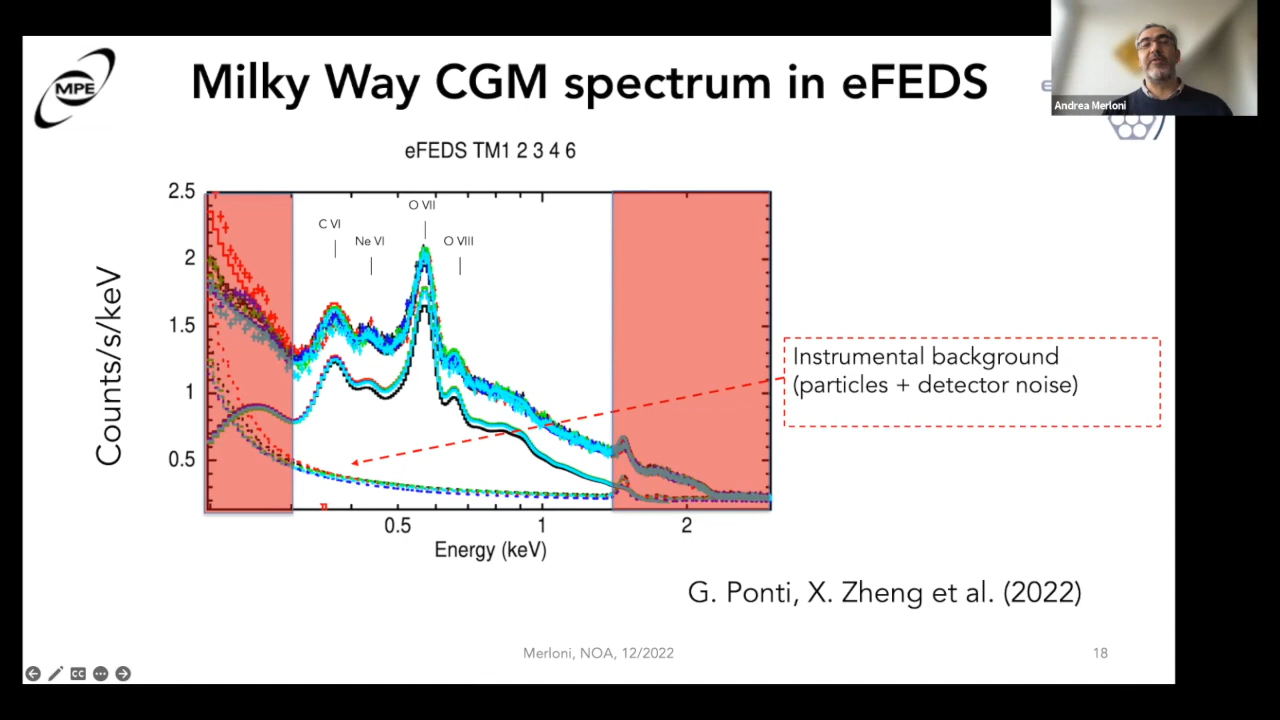 MPE
Milky Way CGM spectrum in eFEDS
e
Andrea Merloni
eFEDS TM1 2 3 4 6
2.5
2
1.5
1
0.5
Counts/s/keV
C VI
Ne VI
O VII
O VIII
Instrumental background
(particles + detector noise)
0.5
1
2
Energy (keV)
G. Ponti, X. Zheng et al. (2022)
Merloni, NOA, 12/2022
18
CC